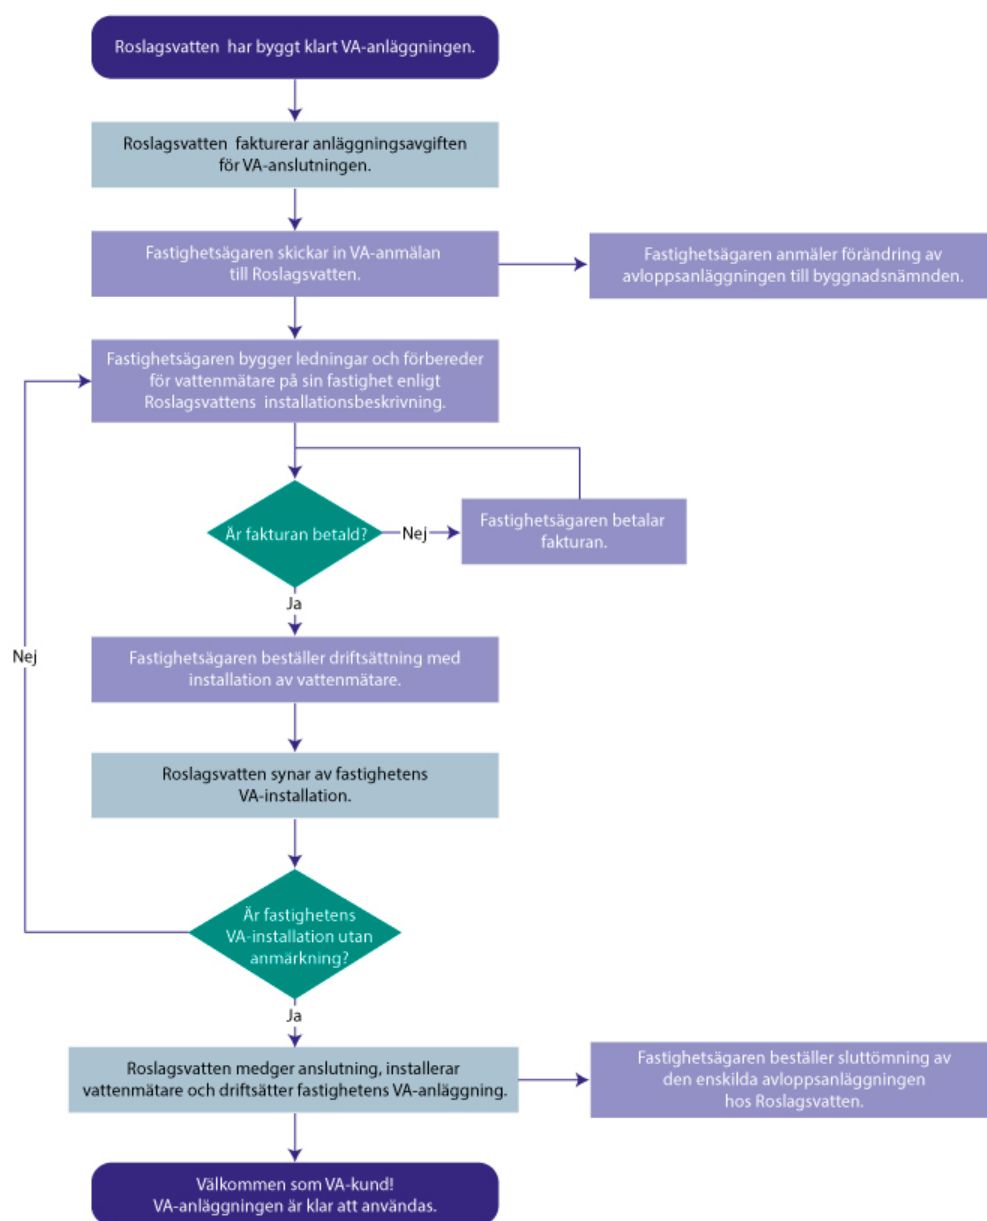 Roslagsvatten har byggt klart VA-anläggningen.
Roslagsvatten fakturerar anläggningsavgiften
för VA-anslutningen.
Fastighetsägaren skickar in VA-anmälan
till Roslagsvatten.
Fastighetsägaren anmäler förändring av
avloppsanläggningen till byggnadsnämnden.
Fastighetsägaren bygger ledningar och förbereder
för vattenmätare på sin fastighet enligt
Roslagsvattens installationsbeskrivning.
Är fakturan betald?
Nej
Fastighetsägaren betalar
fakturan.
Ja
Nej
Fastighetsägaren beställer driftsättning med
installation av vattenmätare.
Roslagsvatten synar av fastighetens
VA-installation.
Är fastighetens
VA-installation utan
anmärkning?
Ja
Roslagsvatten medger anslutning, installerar
vattenmätare och driftsätter fastighetens VA-anläggning.
Fastighetsägaren beställer sluttömning av
den enskilda avloppsanläggningen
hos Roslagsvatten.
Välkommen som VA-kund!
VA-anläggningen är klar att användas.